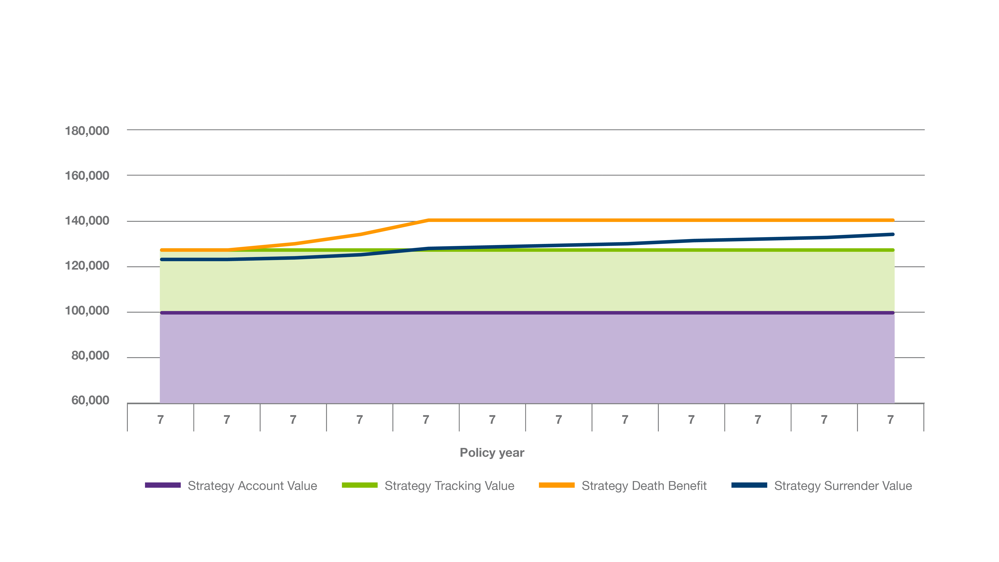 180,000
160,000
140,000
120,000
100,000
80,000
60,000
7 7 7 7 7 7 7 7 7 7 7 7
Policy year
Strategy Account Value Strategy Tracking Value Strategy Death Benefit Strategy Surrender Value